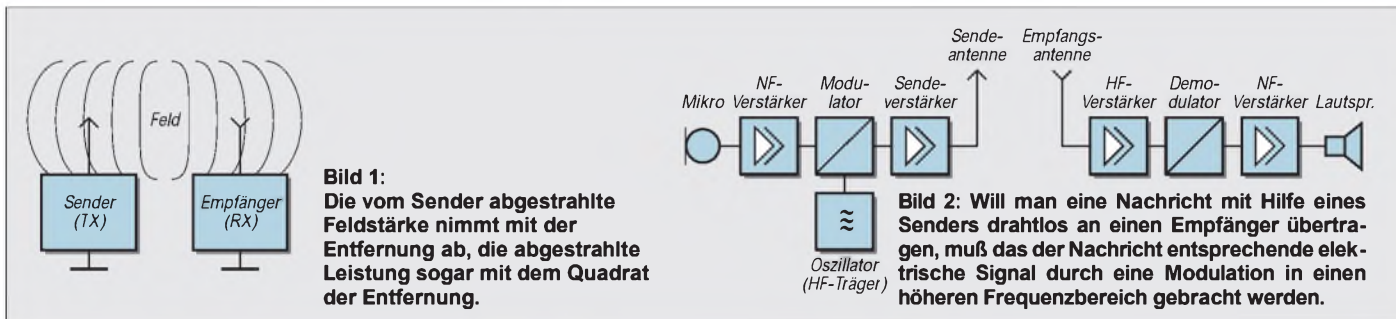 Feld
Sender
(TX)
Empfänger
(RX)
Bild 1:
Die vom Sender abgestrahlte
Feldstärke nimmt mit der
Entfernung ab, die abgestrahlte
Leistung sogar mit dem Quadrat
der Entfernung.
Mikro
NF-
Verstärker
Modu-
lator
Sende-
verstärker
Sende-
antenne
Empfangs-
antenne
HF-
Verstärker
Demo-
dulator
NF-
Verstärker
Lautspr.
Oszillator
(HF-Träger)
Bild 2: Will man eine Nachricht mit Hilfe eines
Senders drahtlos an einen Empfänger übertra-
gen, muß das der Nachricht entsprechende elek-
trische Signal durch eine Modulation in einen
höheren Frequenzbereich gebracht werden.